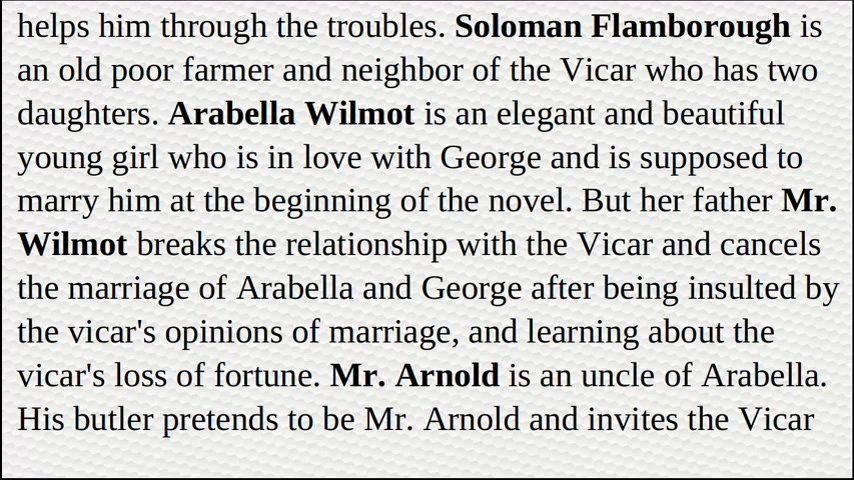 helps him through the troubles. Soloman Flamborough is
an old poor farmer and neighbor of the Vicar who has two
daughters. Arabella Wilmot is an elegant and beautiful
young girl who is in love with George and is supposed to
marry him at the beginning of the novel. But her father Mr.
Wilmot breaks the relationship with the Vicar and cancels
the marriage of Arabella and George after being insulted by
the vicar's opinions of marriage, and learning about the
vicar's loss of fortune. Mr. Arnold is an uncle of Arabella.
His butler pretends to be Mr. Arnold and invites the Vicar